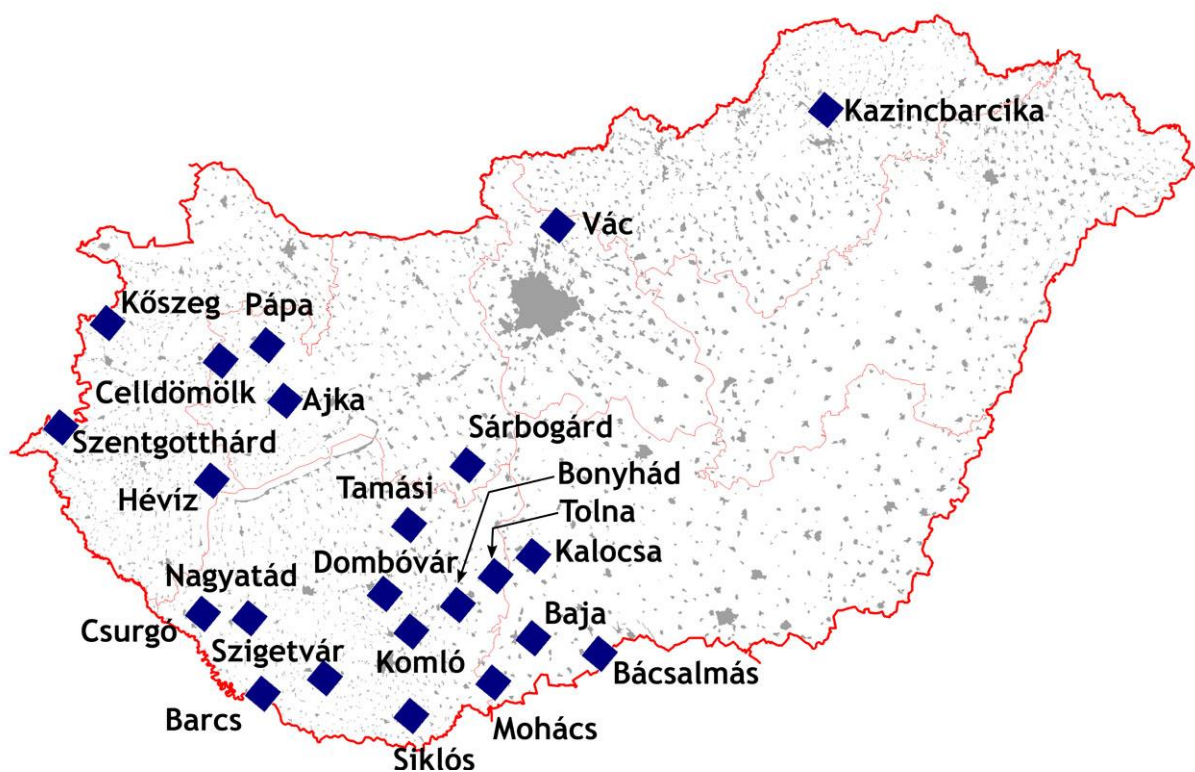 Kazincbarcika
Vác
Kőszeg
Pápa
Celldömölk
Ajka
Szentgotthárd
Sárbogárd
Hévíz
Tamási
Bonyhád
Tolna
Dombóvár
Kalocsa
Nagyatád
Baja
Csurgó
Szigetvár
Komló
Bácsalmás
Barcs
Mohács
Siklós